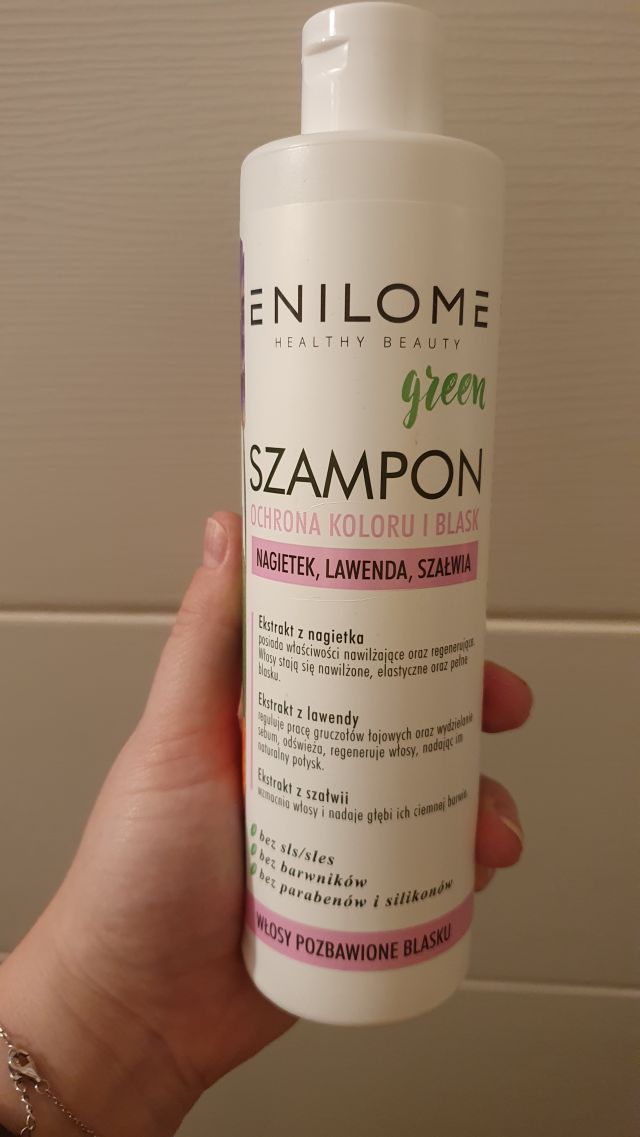 ENILOME
HEALTHY BEAUTY
green
SZAMPON
OCHRONA KOLORU I BLASK
NAGIETEK, LAWENDA, SZAŁWIA
Ekstrakt z nagietka
posiada właściwości nawilżające oraz regenerujące.
Włosy stają się nawilżone, elastyczne oraz pełne
blasku.
Ekstrakt z lawendy
reguluje pracę gruczołów łojowych oraz wydzielanie
sebum, odświeża, regeneruje włosy, nadając im
naturalny połysk.
Ekstrakt z szałwii
wzmacnia włosy i nadaje głębi ich ciemnej barwie.
bez sls/sles
bez barwników
bez parabenów i silikonów
WŁOSY POZBAWIONE BLASKU